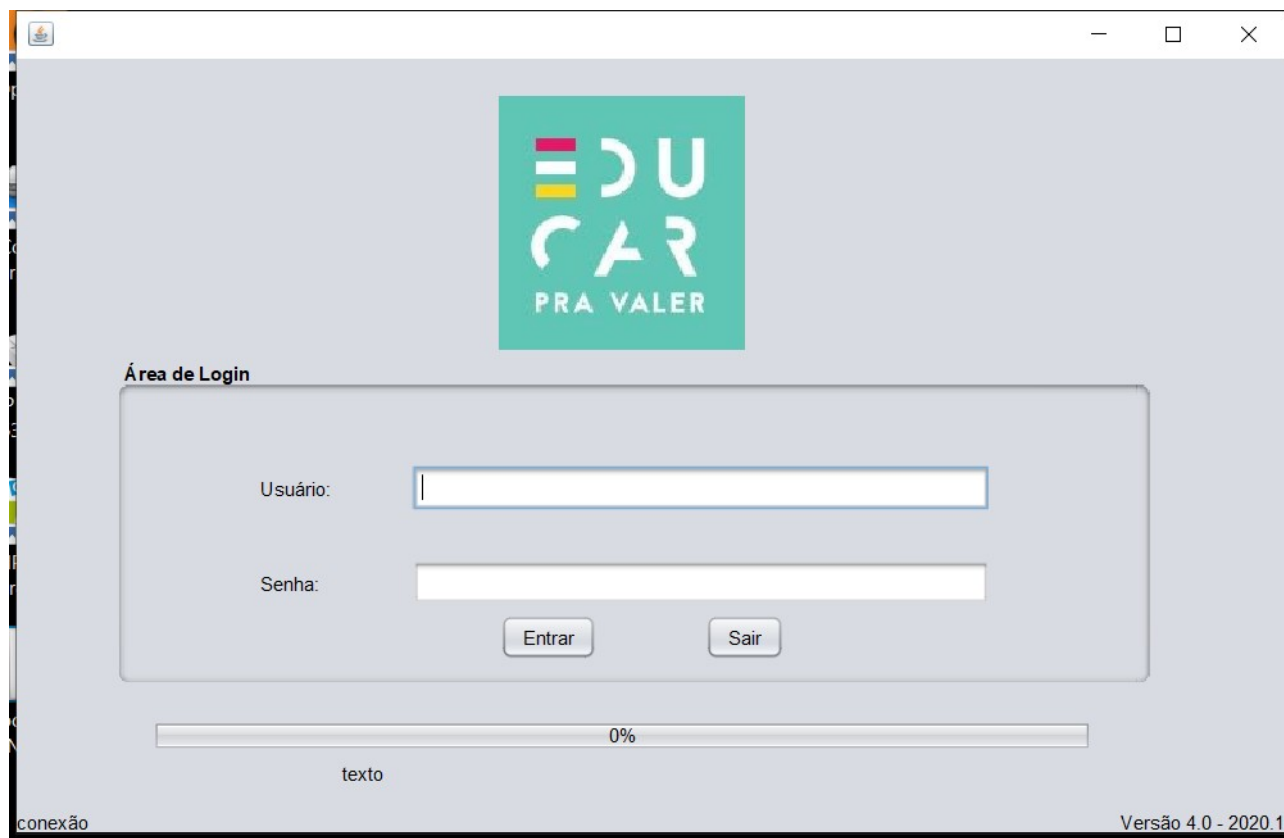 EDU
CAR
PRA VALER
Área de Login
Usuário:
Senha:
Entrar Sair
0%
texto
conexão Versão 4.0 - 2020.1